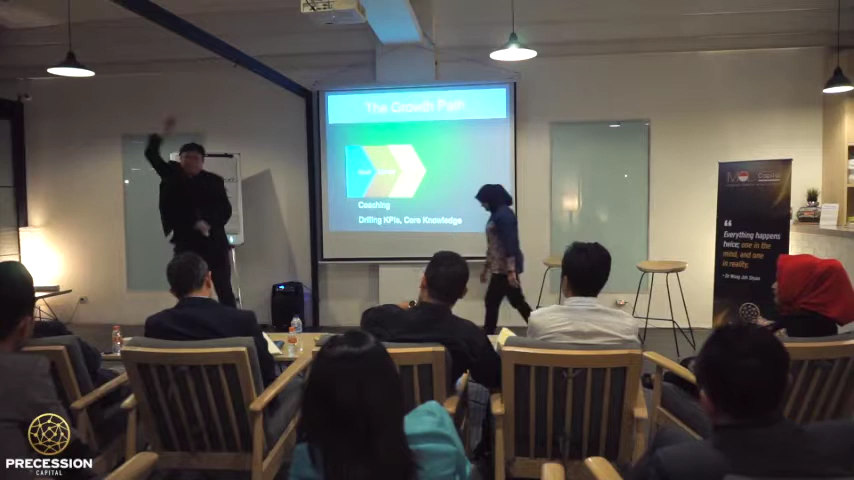 The Growth Path
Coaching
Drilling KPIs, Core Knowledge
“
Everything happens
twice; one in the
mind, and one
in reality.
PRECESSION
CAPITAL